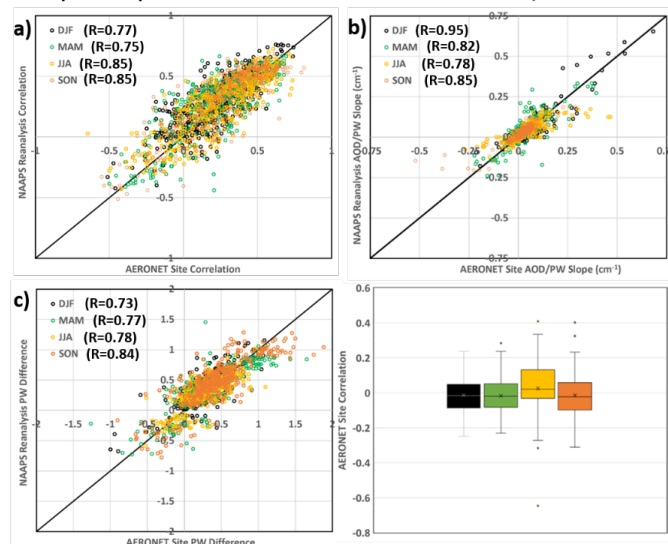 a)
DJF (R=0.77)
MAM (R=0.75)
JJA (R=0.85)
SON (R=0.85)
1
0.5
-1
-0.5
0.5
1
-0.5
-1
NAAPS Reanalysis Correlation
AERONET Site Correlation
b)
DJF (R=0.95)
MAM (R=0.82)
JJA (R=0.78)
SON (R=0.85)
0.75
0.5
0.25
-0.75
-0.5
-0.25
0.25
0.5
-0.25
-0.5
-0.75
NAAPS Reanalysis AOD/PW Slope (cm⁻¹)
AERONET Site AOD/PW Slope (cm⁻¹)
c)
DJF (R=0.73)
MAM (R=0.77)
JJA (R=0.78)
SON (R=0.84)
2
1.5
1
0.5
-2
-1.5
-1
-0.5
0.5
1
1.5
2
-0.5
-1
-1.5
-2
NAAPS Reanalysis PW Difference
AERONET Site PW Difference
0.6
0.4
0.2
0
-0.2
-0.4
-0.6
-0.8
AERONET Site Correlation